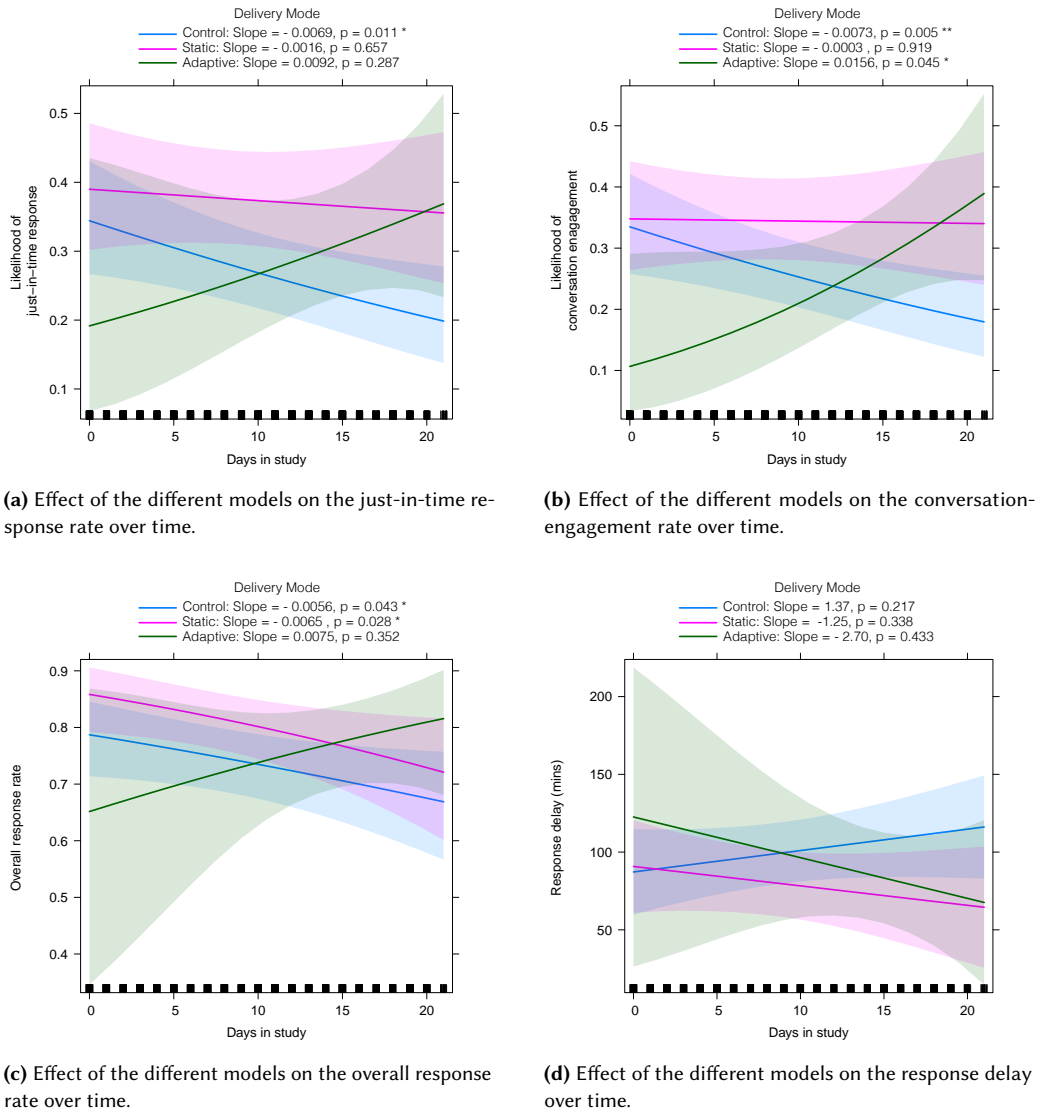 Delivery Mode
Control: Slope = - 0.0069, p = 0.011 *
Static: Slope = - 0.0016, p = 0.657
Adaptive: Slope = 0.0092, p = 0.287
0.5
0.4
0.3
0.2
0.1
Likelihood of
just−in−time response
0 5 10 15 20
Days in study
(a) Effect of the different models on the just-in-time re-
sponse rate over time.
Delivery Mode
Control: Slope = - 0.0073, p = 0.005 **
Static: Slope = - 0.0003 , p = 0.919
Adaptive: Slope = 0.0156, p = 0.045 *
0.5
0.4
0.3
0.2
0.1
Likelihood of
conversation enagagement
0 5 10 15 20
Days in study
(b) Effect of the different models on the conversation-
engagement rate over time.
Delivery Mode
Control: Slope = - 0.0056, p = 0.043 *
Static: Slope = - 0.0065 , p = 0.028 *
Adaptive: Slope = 0.0075, p = 0.352
0.9
0.8
0.7
0.6
0.5
0.4
Overall response rate
0 5 10 15 20
Days in study
(c) Effect of the different models on the overall response
rate over time.
Delivery Mode
Control: Slope = 1.37, p = 0.217
Static: Slope = -1.25, p = 0.338
Adaptive: Slope = - 2.70, p = 0.433
200
150
100
50
Response delay (mins)
0 5 10 15 20
Days in study
(d) Effect of the different models on the response delay
over time.